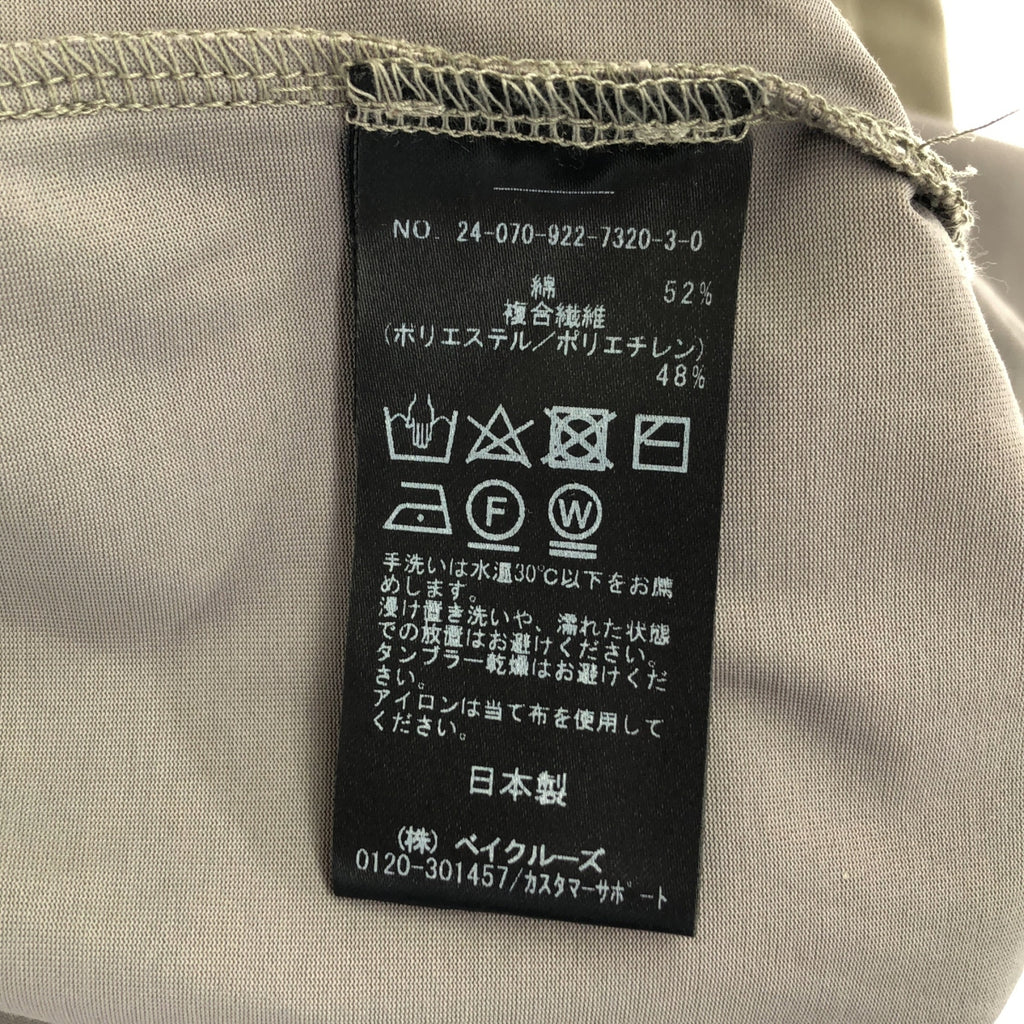 NO. 24-070-922-7320-3-0
綿 52%
複合繊維
(ポリエステル/ポリエチレン)
48%
F W
手洗いは水温30℃以下をお薦
めします。
浸け置き洗いや、濡れた状態
での放置はお避けください。
タンブラー乾燥はお避けくだ
さい。
アイロンは当て布を使用して
ください。
日本製
(株) ベイクルーズ
0120-301457/カスタマーサポート